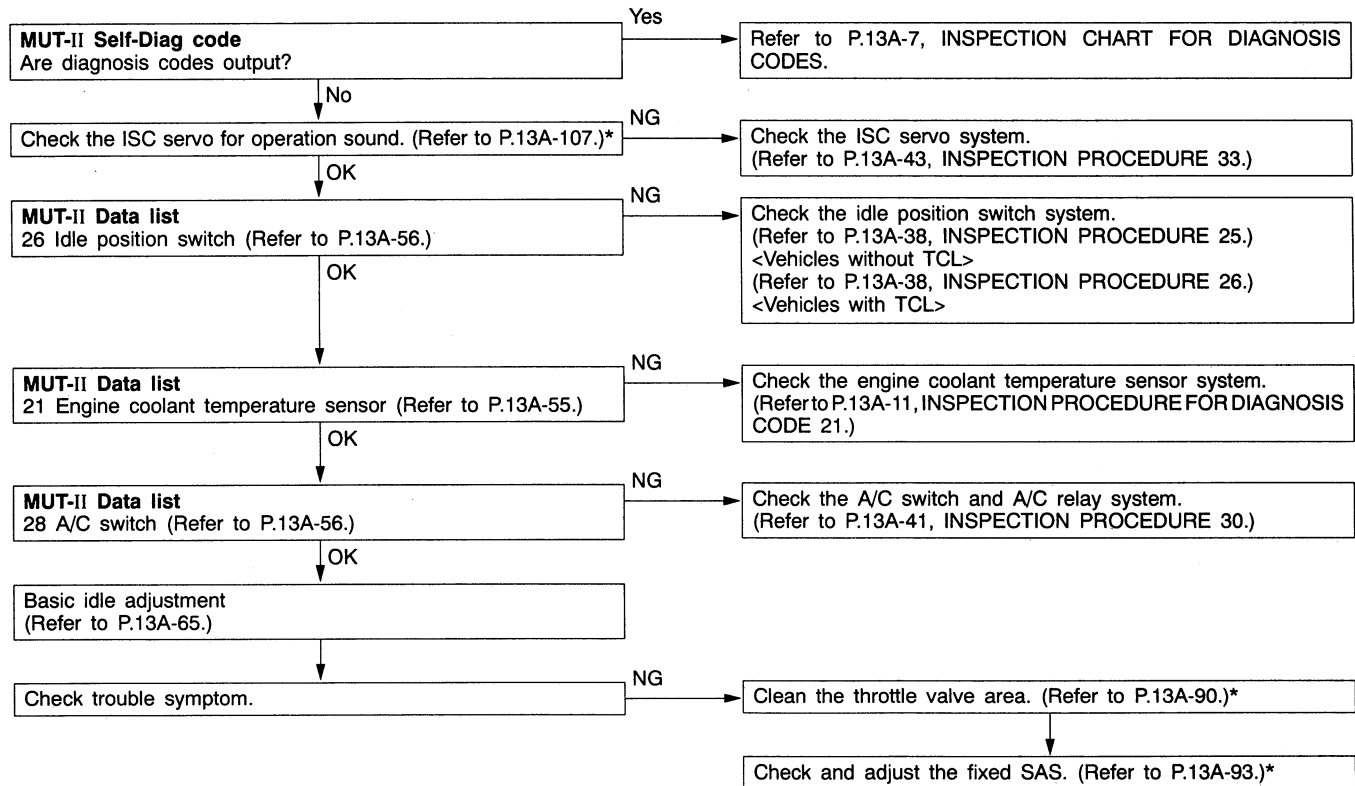 MUT-II Self-Diag code
Are diagnosis codes output?
Yes
Refer to P.13A-7, INSPECTION CHART FOR DIAGNOSIS
CODES.
No
Check the ISC servo for operation sound. (Refer to P.13A-107.)*
NG
Check the ISC servo system.
(Refer to P.13A-43, INSPECTION PROCEDURE 33.)
OK
MUT-II Data list
26 Idle position switch (Refer to P.13A-56.)
NG
Check the idle position switch system.
(Refer to P.13A-38, INSPECTION PROCEDURE 25.)
<Vehicles without TCL>
(Refer to P.13A-38, INSPECTION PROCEDURE 26.)
<Vehicles with TCL>
OK
MUT-II Data list
21 Engine coolant temperature sensor (Refer to P.13A-55.)
NG
Check the engine coolant temperature sensor system.
(Refer to P.13A-11, INSPECTION PROCEDURE FOR DIAGNOSIS
CODE 21.)
OK
MUT-II Data list
28 A/C switch (Refer to P.13A-56.)
NG
Check the A/C switch and A/C relay system.
(Refer to P.13A-41, INSPECTION PROCEDURE 30.)
OK
Basic idle adjustment
(Refer to P.13A-65.)
Check trouble symptom.
NG
Clean the throttle valve area. (Refer to P.13A-90.)*
Check and adjust the fixed SAS. (Refer to P.13A-93.)*